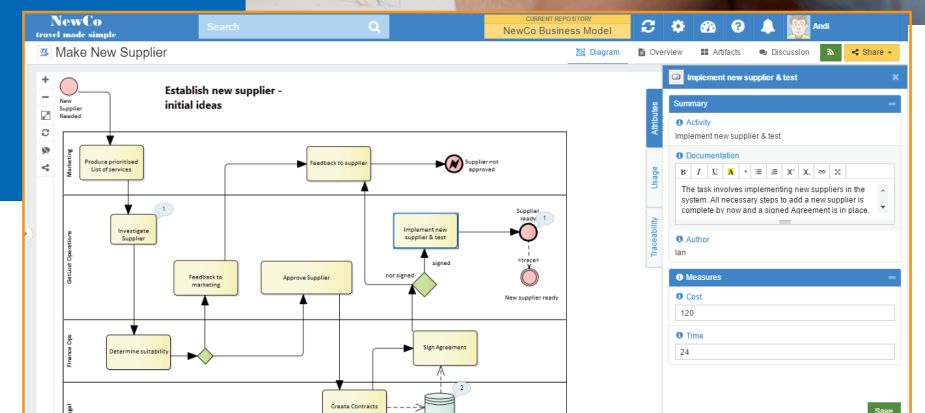 NewCo
travel made simple
Search
CURRENT REPOSITORY
NewCo Business Model
Andi
Make New Supplier
Diagram
Overview
Artifacts
Discussion
Share
New
Supplier
Needed
Establish new supplier -
initial ideas
Marketing
Produce prioritised
List of services
Feedback to supplier
Supplier not
approved
GetLost Operations
1
Investigate
Supplier
Feedback to
marketing
Approve Supplier
Implement new
supplier & test
signed
not signed
Supplier
ready
1
«trace»
New supplier ready
Finance Ops
Determine suitability
Sign Agreement
2
Create Contracts
Attributes
Usage
Traceability
Implement new supplier & test
Summary
Activity
Implement new supplier & test
Documentation
B I U A X' X,
The task involves implementing new suppliers in the
system. All necessary steps to add a new supplier is
complete by now and a signed Agreement is in place.
Author
Ian
Measures
Cost
120
Time
24
Save